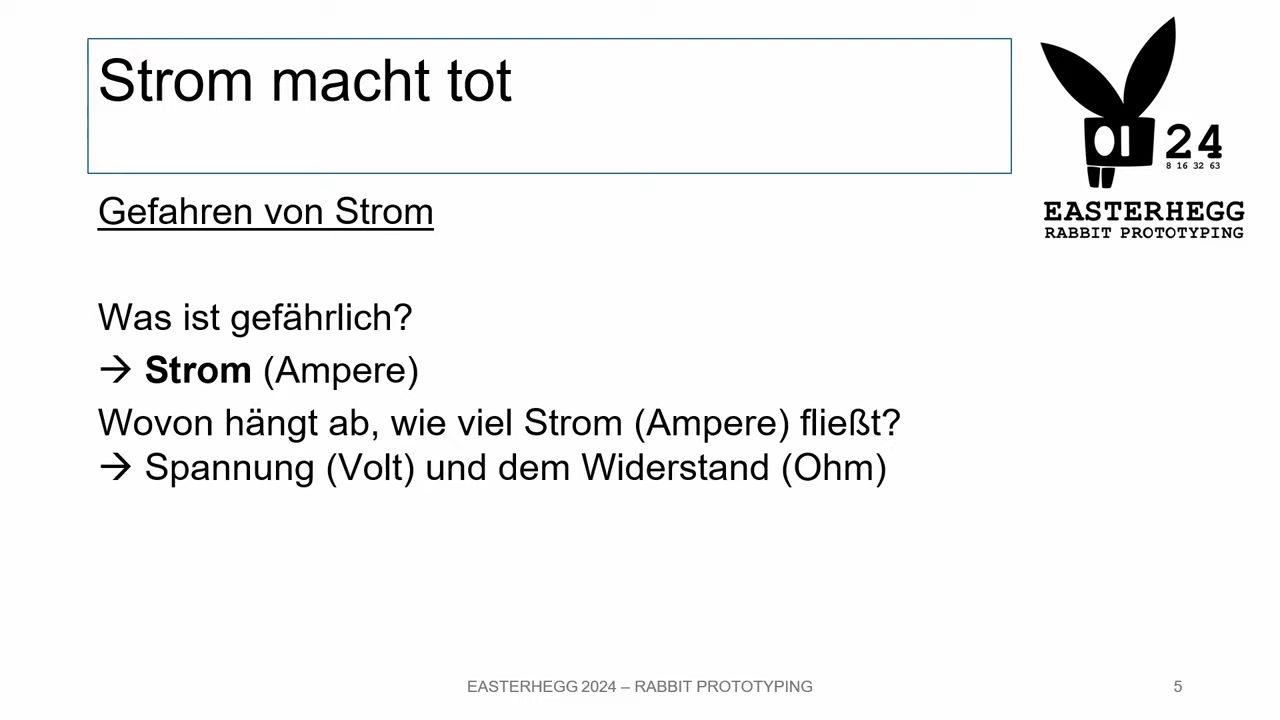 Strom macht tot
24
8 16 32 63
EASTERHEGG
RABBIT PROTOTYPING
Gefahren von Strom
Was ist gefährlich?
→ Strom (Ampere)
Wovon hängt ab, wie viel Strom (Ampere) fließt?
→ Spannung (Volt) und dem Widerstand (Ohm)
EASTERHEGG 2024 – RABBIT PROTOTYPING
5